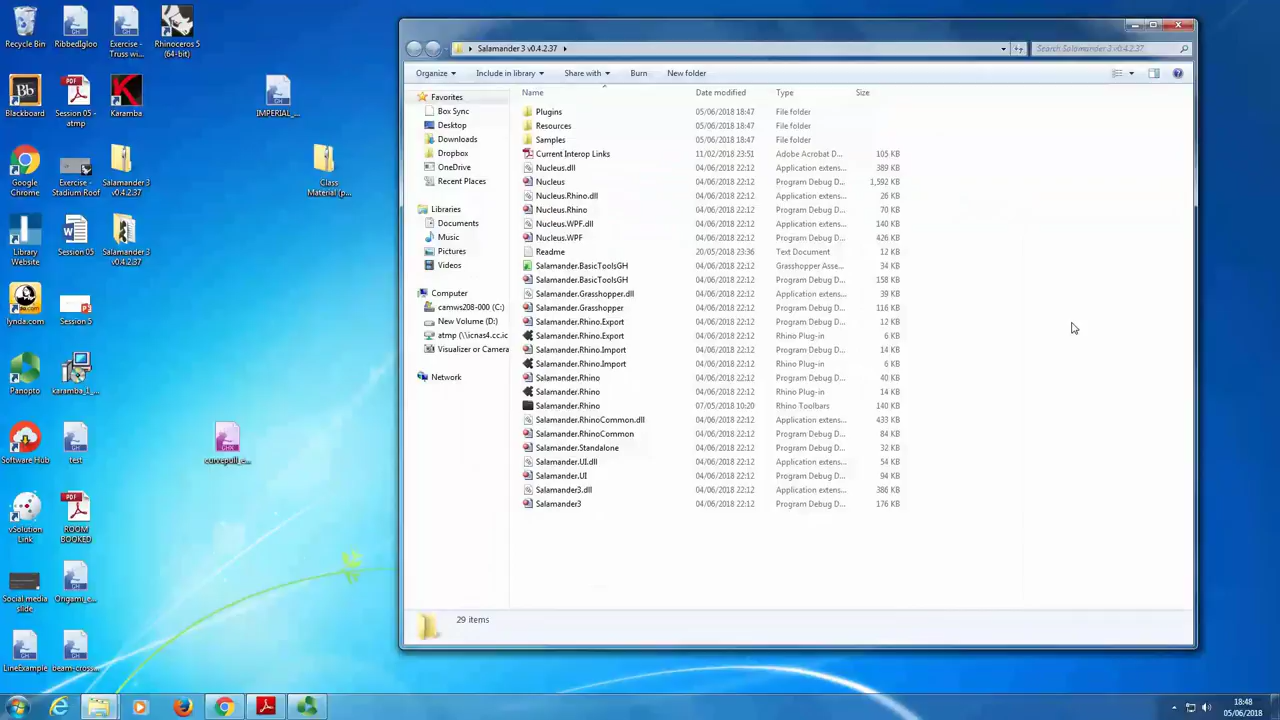 Recycle Bin
RibbedIgloo
Exercise -
Truss wi...
Rhinoceros 5
(64-bit)
Blackboard
Session 05 -
atmp
Karamba
IMPERIAL_...
Google
Chrome
Exercise -
Stadium Roof
Salamander 3
v0.4.2.37
Class
Material (p...
Library
Website
Session 05
Salamander 3
v0.4.2.37
lynda.com
Session 5
Panopto
karamba_1_...
Software Hub
test
curvepull_e...
vSolution
Link
ROOM
BOOKED
Social media
slide
Origami_e...
LineExample
beam-cross...
Salamander 3 v0.4.2.37
Search Salamander 3 v0.4.2.37
Organize
Include in library
Share with
Burn
New folder
Favorites
Box Sync
Desktop
Downloads
Dropbox
OneDrive
Recent Places
Libraries
Documents
Music
Pictures
Videos
Computer
camws208-000 (C:)
New Volume (D:)
atmp (\\icnas4.cc.ic
Visualizer or Camera
Network
Name Date modified Type Size
Plugins 05/06/2018 18:47 File folder
Resources 05/06/2018 18:47 File folder
Samples 05/06/2018 18:47 File folder
Current Interop Links 11/02/2018 23:51 Adobe Acrobat D... 105 KB
Nucleus.dll 04/06/2018 22:12 Application extens... 389 KB
Nucleus 04/06/2018 22:12 Program Debug D... 1,592 KB
Nucleus.Rhino.dll 04/06/2018 22:12 Application extens... 26 KB
Nucleus.Rhino 04/06/2018 22:12 Program Debug D... 70 KB
Nucleus.WPF.dll 04/06/2018 22:12 Application extens... 140 KB
Nucleus.WPF 04/06/2018 22:12 Program Debug D... 426 KB
Readme 20/05/2018 23:36 Text Document 12 KB
Salamander.BasicToolsGH 04/06/2018 22:12 Grasshopper Asse... 34 KB
Salamander.BasicToolsGH 04/06/2018 22:12 Program Debug D... 158 KB
Salamander.Grasshopper.dll 04/06/2018 22:12 Application extens... 39 KB
Salamander.Grasshopper 04/06/2018 22:12 Program Debug D... 116 KB
Salamander.Rhino.Export 04/06/2018 22:12 Program Debug D... 12 KB
Salamander.Rhino.Export 04/06/2018 22:12 Rhino Plug-in 6 KB
Salamander.Rhino.Import 04/06/2018 22:12 Program Debug D... 14 KB
Salamander.Rhino.Import 04/06/2018 22:12 Rhino Plug-in 6 KB
Salamander.Rhino 04/06/2018 22:12 Program Debug D... 40 KB
Salamander.Rhino 04/06/2018 22:12 Rhino Plug-in 14 KB
Salamander.Rhino 07/05/2018 10:20 Rhino Toolbars 140 KB
Salamander.RhinoCommon.dll 04/06/2018 22:12 Application extens... 433 KB
Salamander.RhinoCommon 04/06/2018 22:12 Program Debug D... 84 KB
Salamander.Standalone 04/06/2018 22:12 Program Debug D... 32 KB
Salamander.UI.dll 04/06/2018 22:12 Application extens... 54 KB
Salamander.UI 04/06/2018 22:12 Program Debug D... 94 KB
Salamander3.dll 04/06/2018 22:12 Application extens... 386 KB
Salamander3 04/06/2018 22:12 Program Debug D... 176 KB
29 items
18:48
05/06/2018